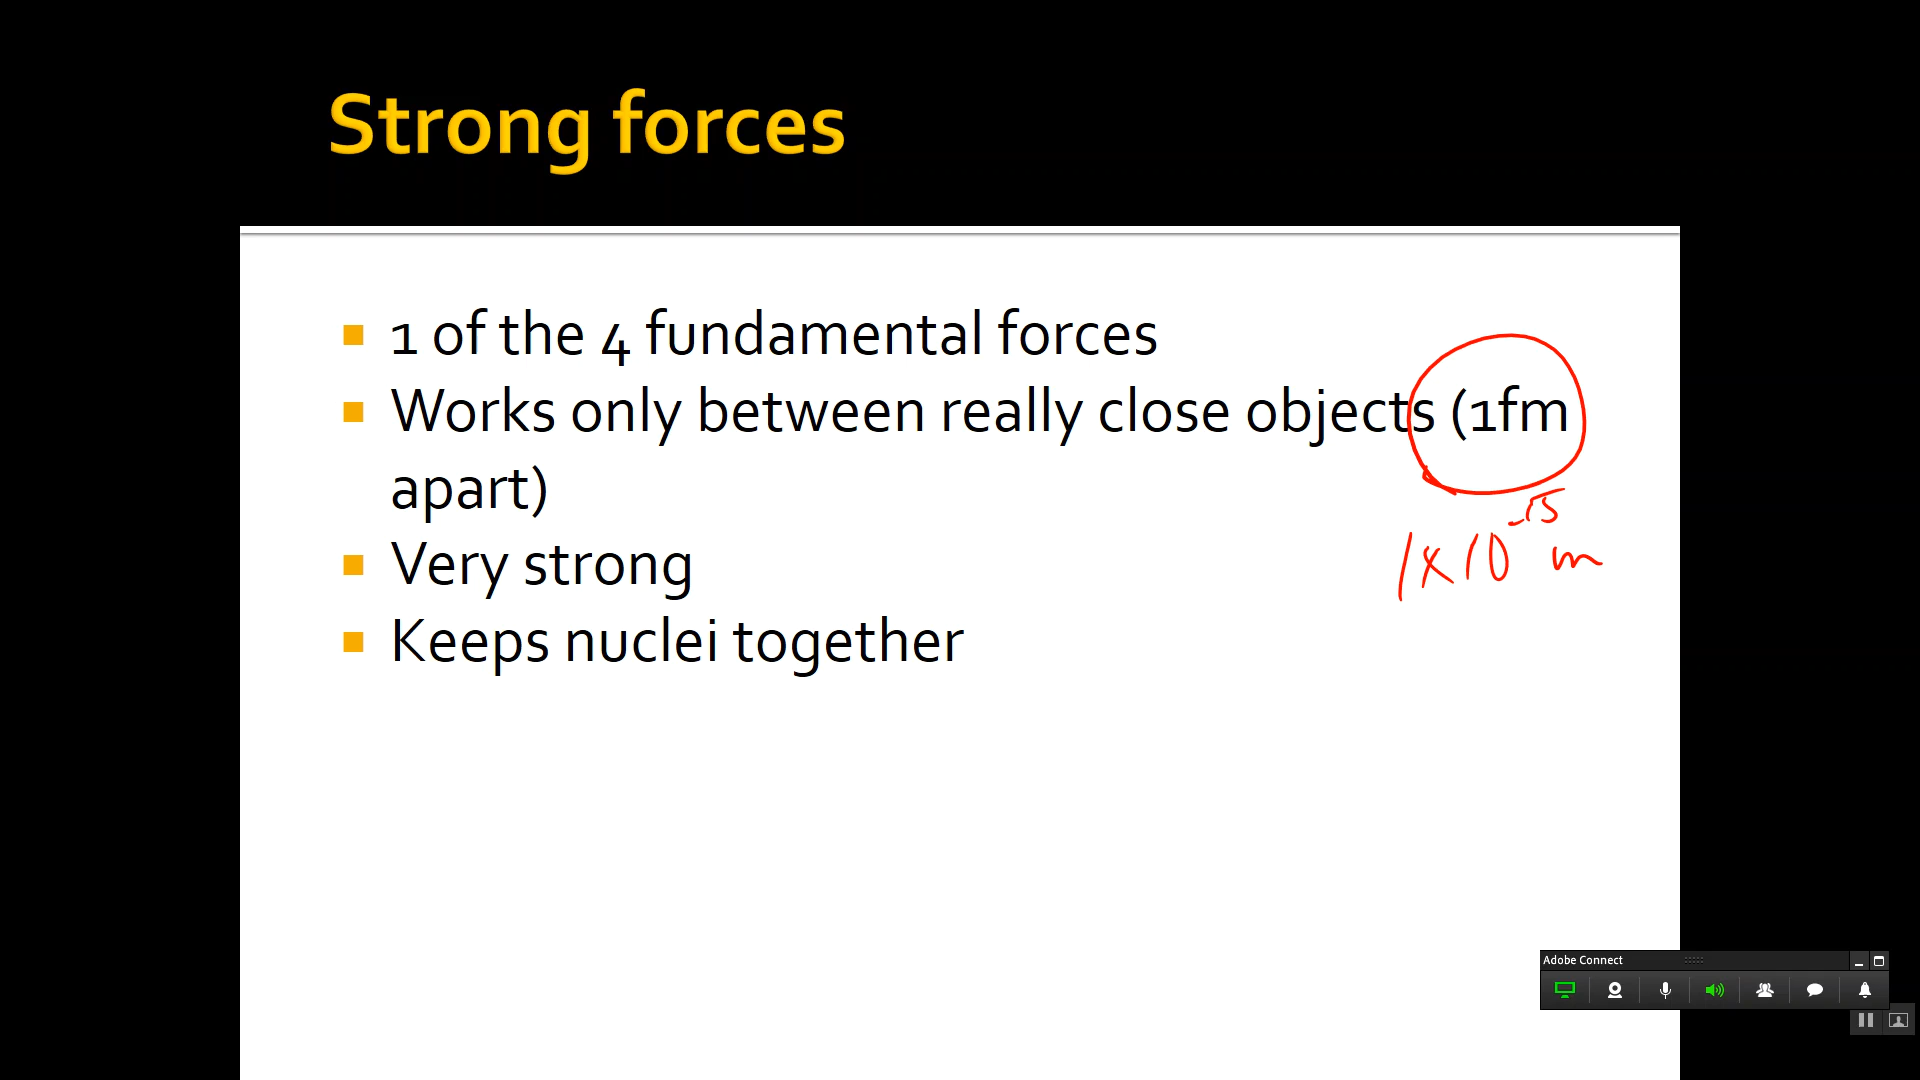 Strong forces
1 of the 4 fundamental forces
Works only between really close objects (1fm
apart)
1x10⁻¹⁵ m
Very strong
Keeps nuclei together
Adobe Connect